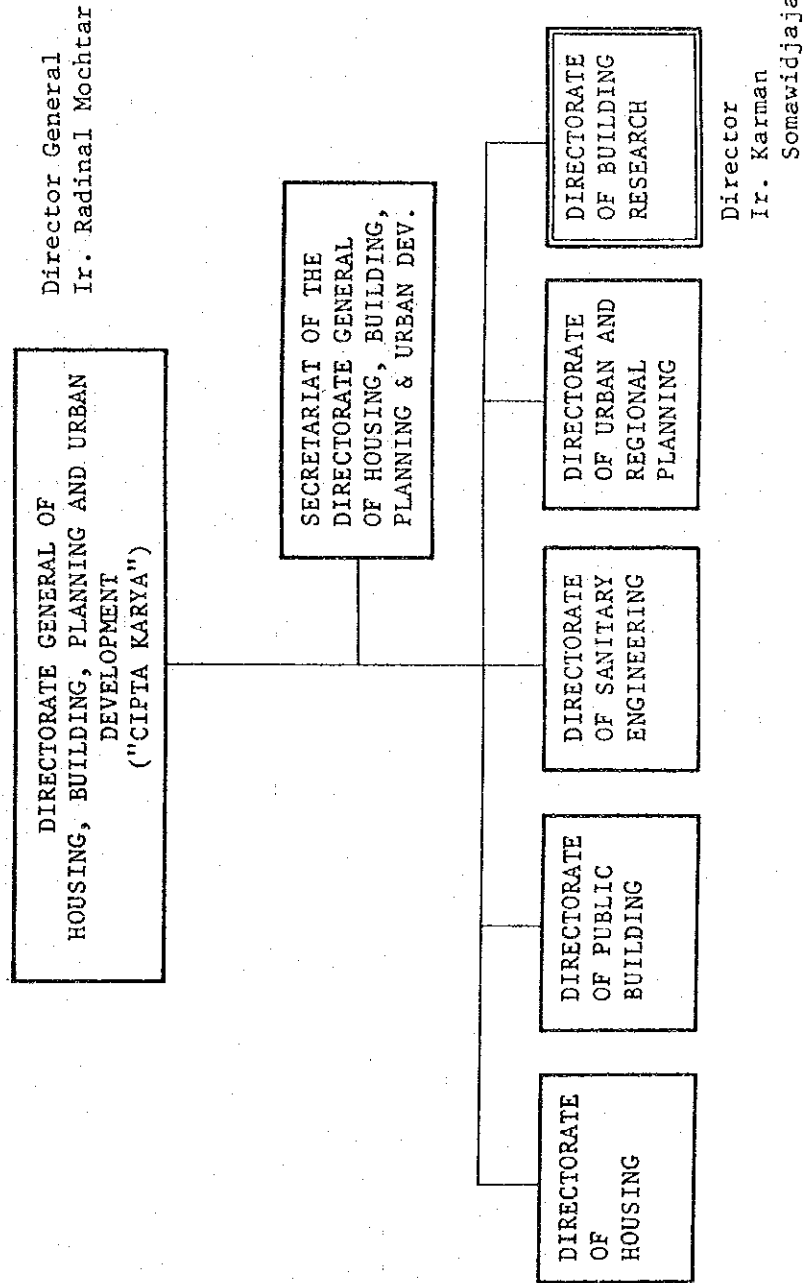 DIRECTORATE GENERAL OF
HOUSING, BUILDING, PLANNING AND URBAN
DEVELOPMENT
("CIPTA KARYA")
Director General
Ir. Radinal Mochtar
SECRETARIAT OF THE
DIRECTORATE GENERAL
OF HOUSING, BUILDING,
PLANNING & URBAN DEV.
DIRECTORATE
OF
HOUSING
DIRECTORATE
OF PUBLIC
BUILDING
DIRECTORATE
OF SANITARY
ENGINEERING
DIRECTORATE
OF URBAN AND
REGIONAL
PLANNING
DIRECTORATE
OF BUILDING
RESEARCH
Director
Ir. Karman
Somawidjaja